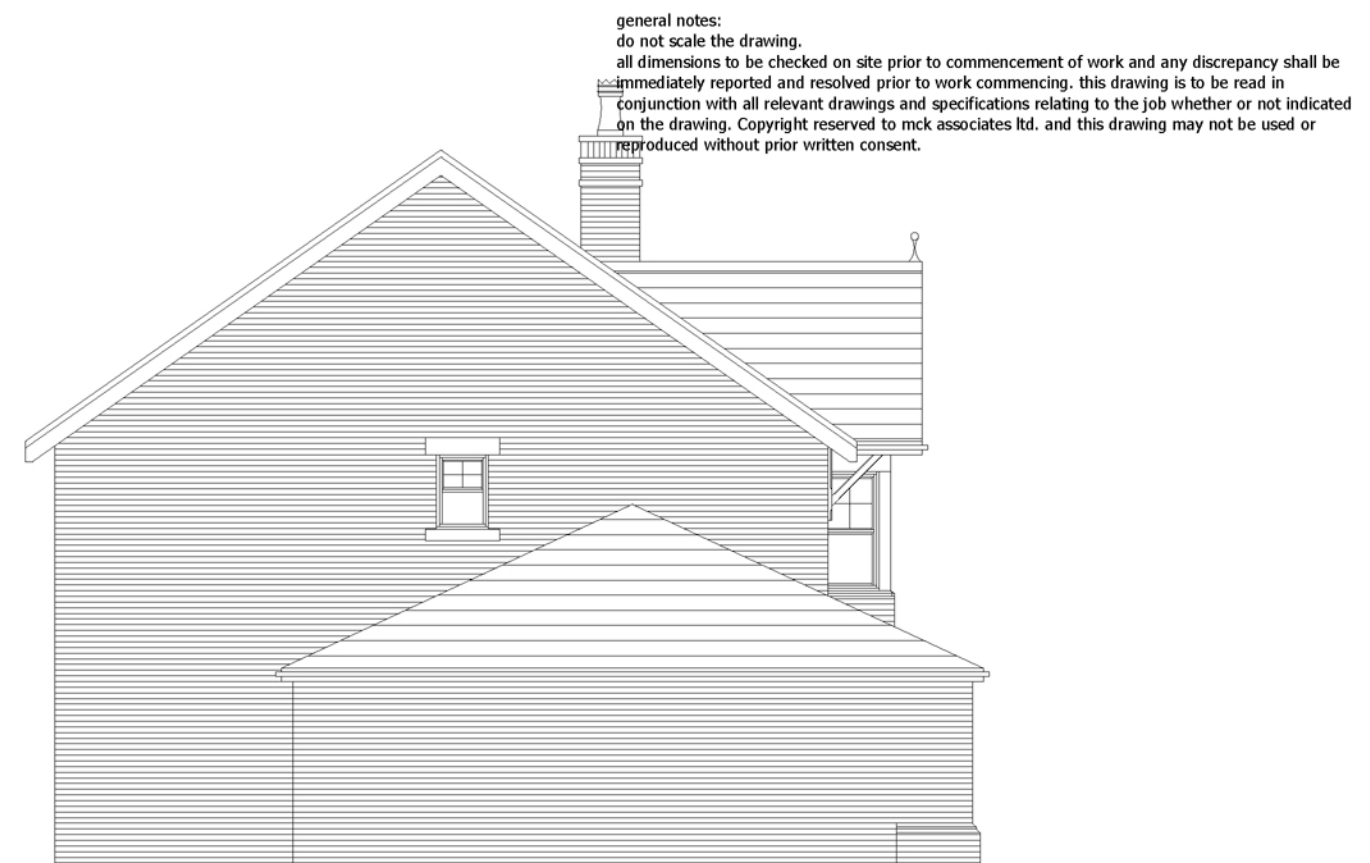 general notes:
do not scale the drawing.
all dimensions to be checked on site prior to commencement of work and any discrepancy shall be
immediately reported and resolved prior to work commencing. this drawing is to be read in
conjunction with all relevant drawings and specifications relating to the job whether or not indicated
on the drawing. Copyright reserved to mck associates ltd. and this drawing may not be used or
reproduced without prior written consent.